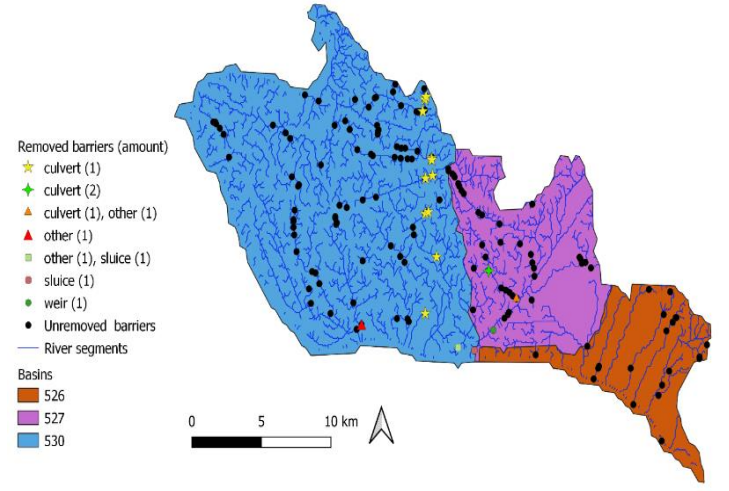 Removed barriers (amount)
culvert (1)
culvert (2)
culvert (1), other (1)
other (1)
other (1), sluice (1)
sluice (1)
weir (1)
Unremoved barriers
River segments
Basins
526
527
530
0 5 10 km